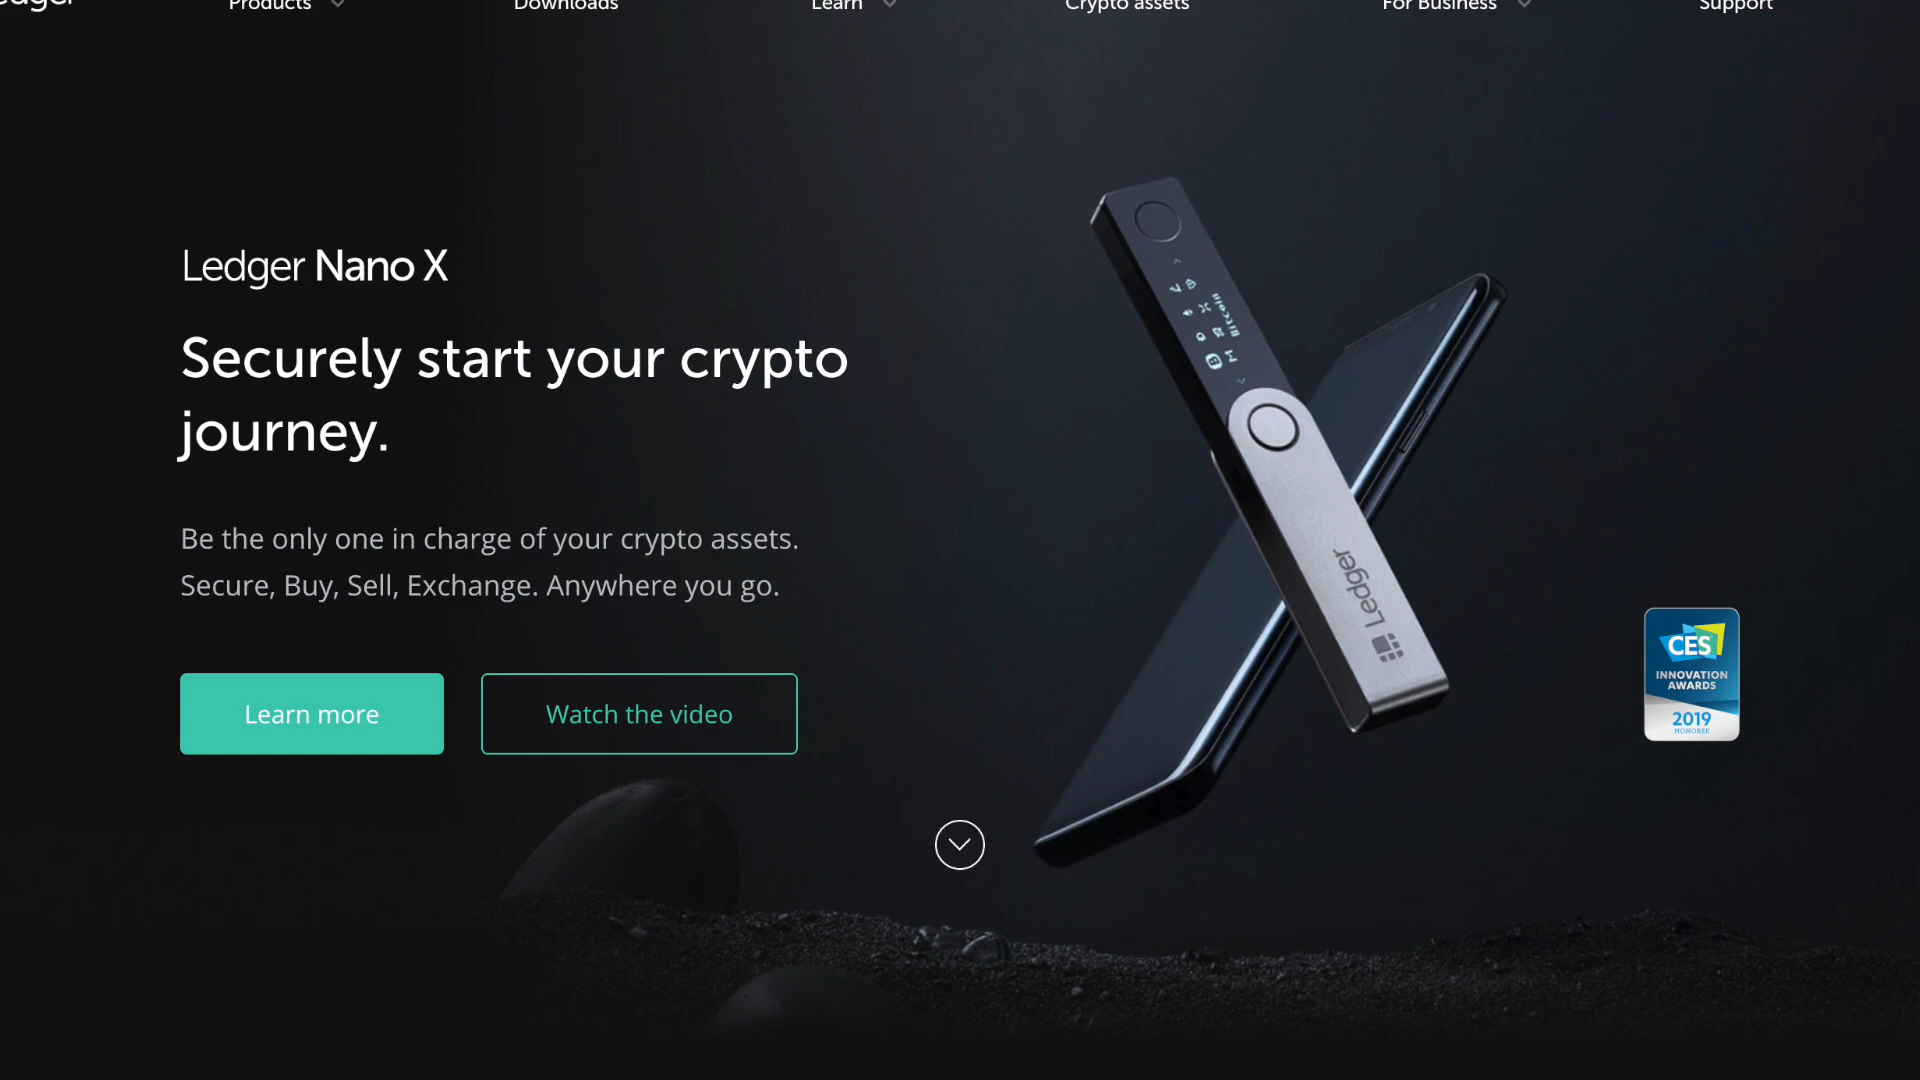 Products
Downloads
Learn
Crypto assets
For Business
Support
Ledger Nano X
Securely start your crypto
journey.
Be the only one in charge of your crypto assets.
Secure, Buy, Sell, Exchange. Anywhere you go.
Learn more
Watch the video
Bitcoin
Ledger
CES
INNOVATION
AWARDS
2019
HONOREE